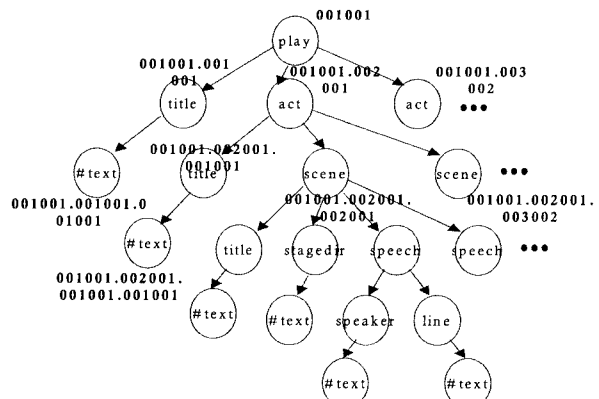 001001
play
001001.001
001
001001.002
001
001001.003
002
title
act
act
•••
#text
001001.002001.
001001
title
scene
scene
•••
001001.001001.0
01001
001001.002001.
002001
001001.002001.
003002
#text
title
stagedir
speech
speech
•••
001001.002001.
001001.001001
#text
#text
speaker
line
#text
#text